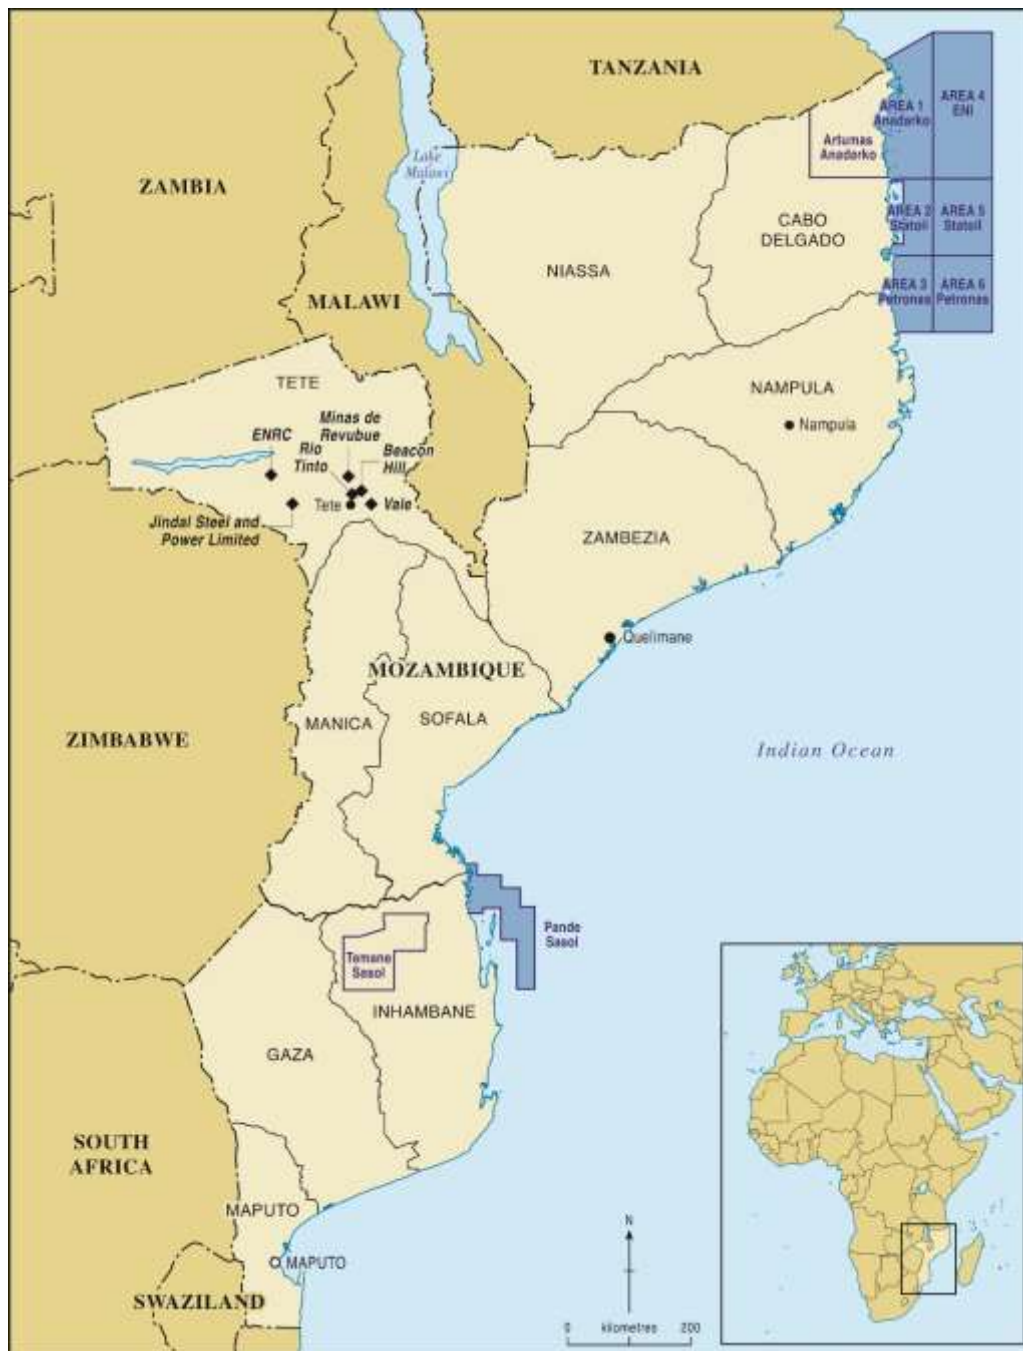 TANZANIA
AREA 1
Anadarko
AREA 4
ENI
Artumas
Anadarko
Lake
Malawi
ZAMBIA
AREA 2
Statoil
AREA 5
Statoil
CABO
DELGADO
NIASSA
AREA 3
Petronas
AREA 6
Petronas
MALAWI
TETE
NAMPULA
Minas de
Revubue
Nampula
ENRC
Rio
Tinto
Beacon
Hill
Tete
Vale
Jindal Steel and
Power Limited
ZAMBEZIA
Quelimane
MOZAMBIQUE
MANICA
SOFALA
ZIMBABWE
Indian Ocean
Pande
Sasol
Temane
Sasol
INHAMBANE
GAZA
SOUTH
AFRICA
MAPUTO
N
MAPUTO
SWAZILAND
0 kilometres 200